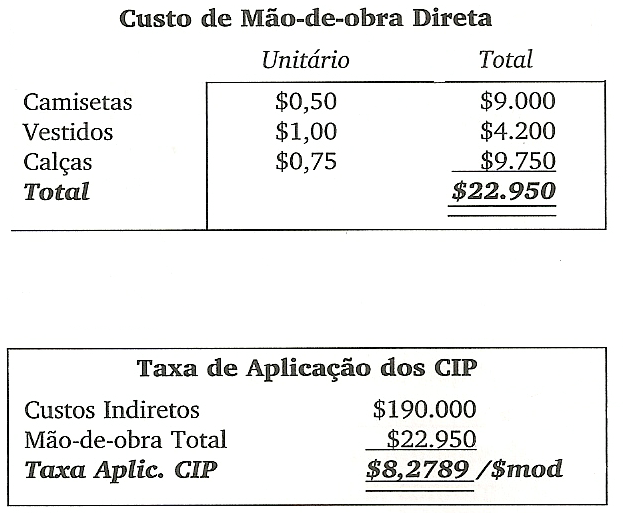 Custo de Mão-de-obra Direta
Unitário Total
Camisetas $0,50 $9.000
Vestidos $1,00 $4.200
Calças $0,75 $9.750
Total $22.950
Taxa de Aplicação dos CIP
Custos Indiretos $190.000
Mão-de-obra Total $22.950
Taxa Aplic. CIP $8,2789 /$mod